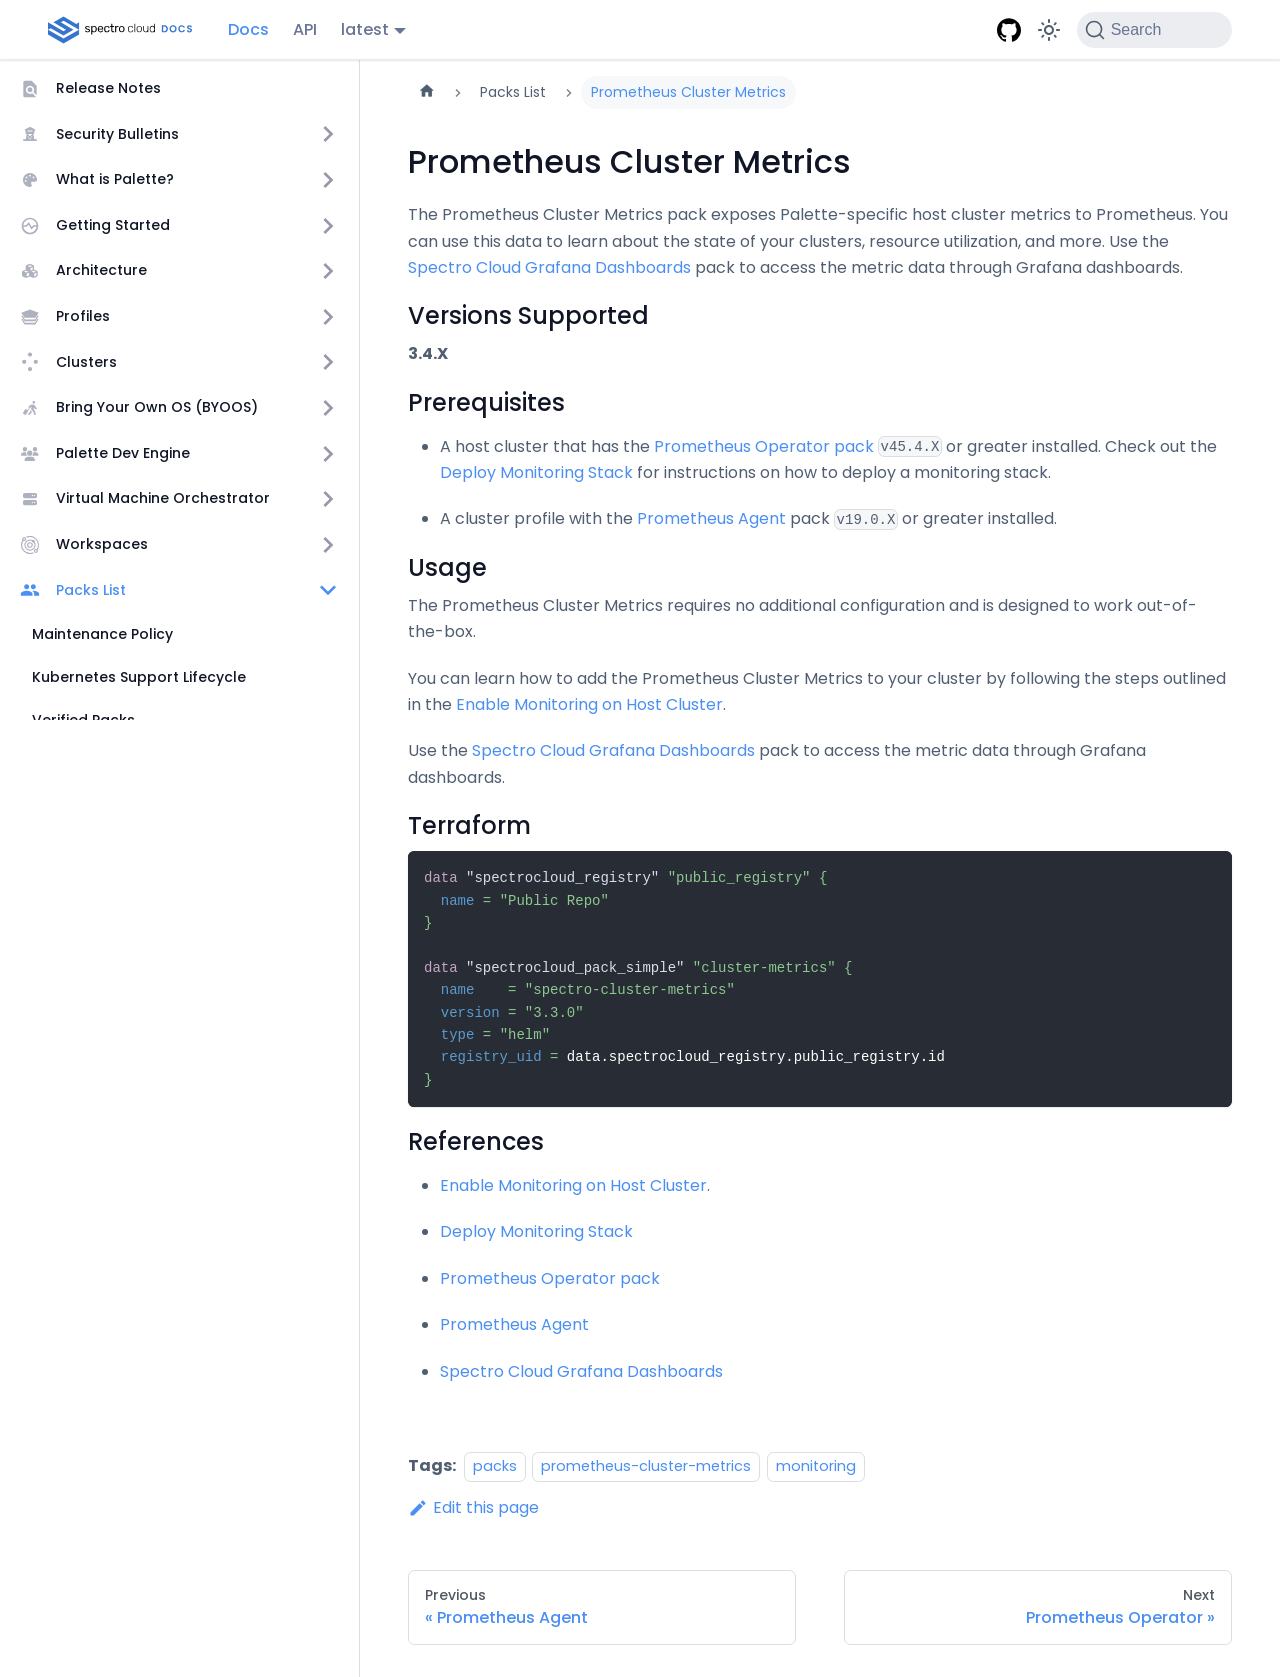 spectro cloud DOCS Docs API latest Search
Release Notes
Security Bulletins
What is Palette?
Getting Started
Architecture
Profiles
Clusters
Bring Your Own OS (BYOOS)
Palette Dev Engine
Virtual Machine Orchestrator
Workspaces
Packs List
Maintenance Policy
Kubernetes Support Lifecycle
Verified Packs
Packs List Prometheus Cluster Metrics
Prometheus Cluster Metrics
The Prometheus Cluster Metrics pack exposes Palette-specific host cluster metrics to Prometheus. You
can use this data to learn about the state of your clusters, resource utilization, and more. Use the
Spectro Cloud Grafana Dashboards pack to access the metric data through Grafana dashboards.
Versions Supported
3.4.X
Prerequisites
A host cluster that has the Prometheus Operator pack v45.4.X or greater installed. Check out the
Deploy Monitoring Stack for instructions on how to deploy a monitoring stack.
A cluster profile with the Prometheus Agent pack v19.0.X or greater installed.
Usage
The Prometheus Cluster Metrics requires no additional configuration and is designed to work out-of-
the-box.
You can learn how to add the Prometheus Cluster Metrics to your cluster by following the steps outlined
in the Enable Monitoring on Host Cluster.
Use the Spectro Cloud Grafana Dashboards pack to access the metric data through Grafana
dashboards.
Terraform
data "spectrocloud_registry" "public_registry" {
  name = "Public Repo"
}
data "spectrocloud_pack_simple" "cluster-metrics" {
  name    = "spectro-cluster-metrics"
  version = "3.3.0"
  type = "helm"
  registry_uid = data.spectrocloud_registry.public_registry.id
}
References
Enable Monitoring on Host Cluster.
Deploy Monitoring Stack
Prometheus Operator pack
Prometheus Agent
Spectro Cloud Grafana Dashboards
Tags: packs prometheus-cluster-metrics monitoring
Edit this page
Previous
« Prometheus Agent
Next
Prometheus Operator »